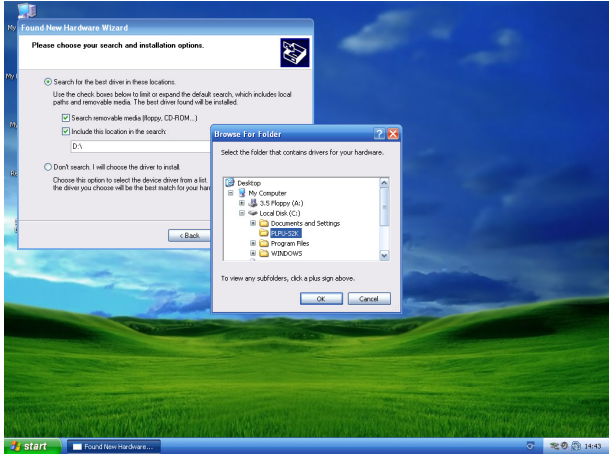 Found New Hardware Wizard
Please choose your search and installation options.
Search for the best driver in these locations.
Use the check boxes below to limit or expand the default search, which includes local
paths and removable media. The best driver found will be installed.
Search removable media (floppy, CD-ROM...)
Include this location in the search:
D:\
Don't search. I will choose the driver to install.
Choose this option to select the device driver from a list.
the driver you choose will be the best match for your
< Back
Browse For Folder
Select the folder that contains drivers for your hardware.
Desktop
My Computer
3.5 Floppy (A:)
Local Disk (C:)
Documents and Settings
PLPU-S2K
Program Files
WINDOWS
To view any subfolders, click a plus sign above.
OK
Cancel
start
Found New Hardware...
14:43